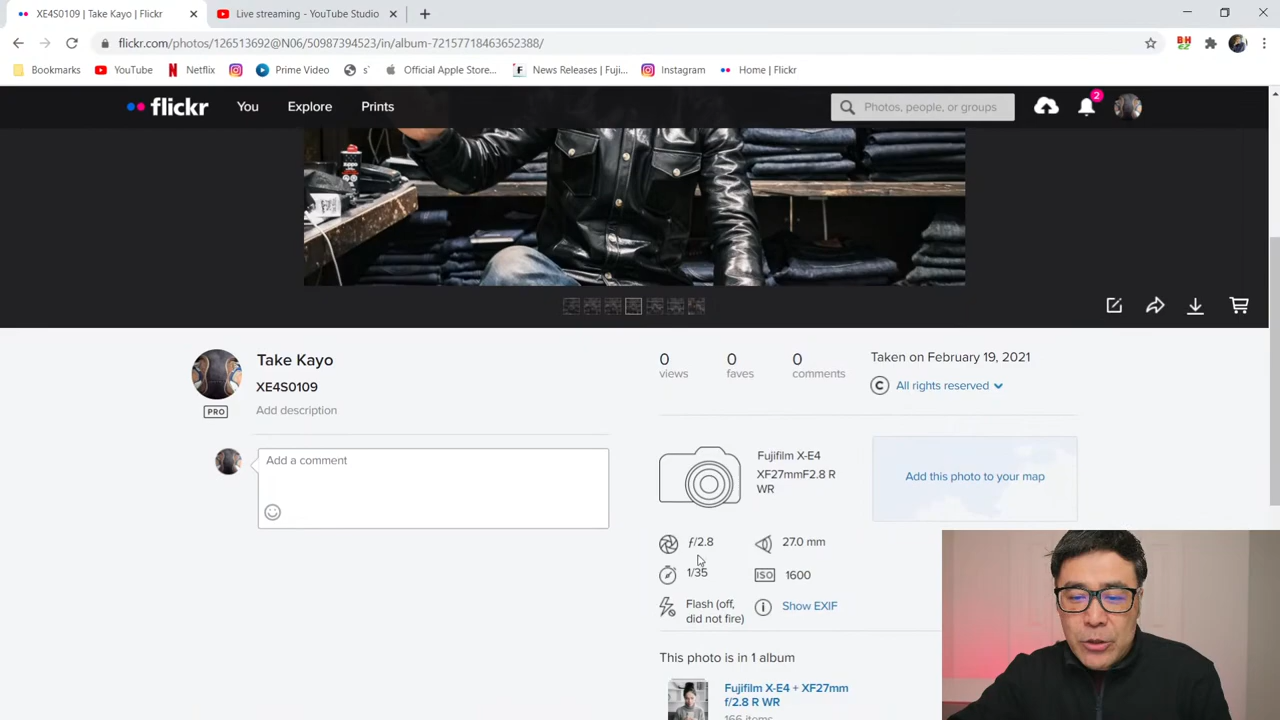 XE4S0109 | Take Kayo | Flickr
Live streaming - YouTube Studio
flickr.com/photos/126513692@N06/50987394523/in/album-72157718463652388/
Bookmarks
YouTube
Netflix
Prime Video
s`
Official Apple Store...
News Releases | Fuji...
Instagram
Home | Flickr
flickr
You
Explore
Prints
Photos, people, or groups
2
Take Kayo
XE4S0109
PRO
Add description
Add a comment
0
views
0
faves
0
comments
Taken on February 19, 2021
All rights reserved
Fujifilm X-E4
XF27mmF2.8 R
WR
Add this photo to your map
ƒ/2.8
27.0 mm
1/35
ISO
1600
Flash (off,
did not fire)
Show EXIF
This photo is in 1 album
Fujifilm X-E4 + XF27mm
f/2.8 R WR
166 items